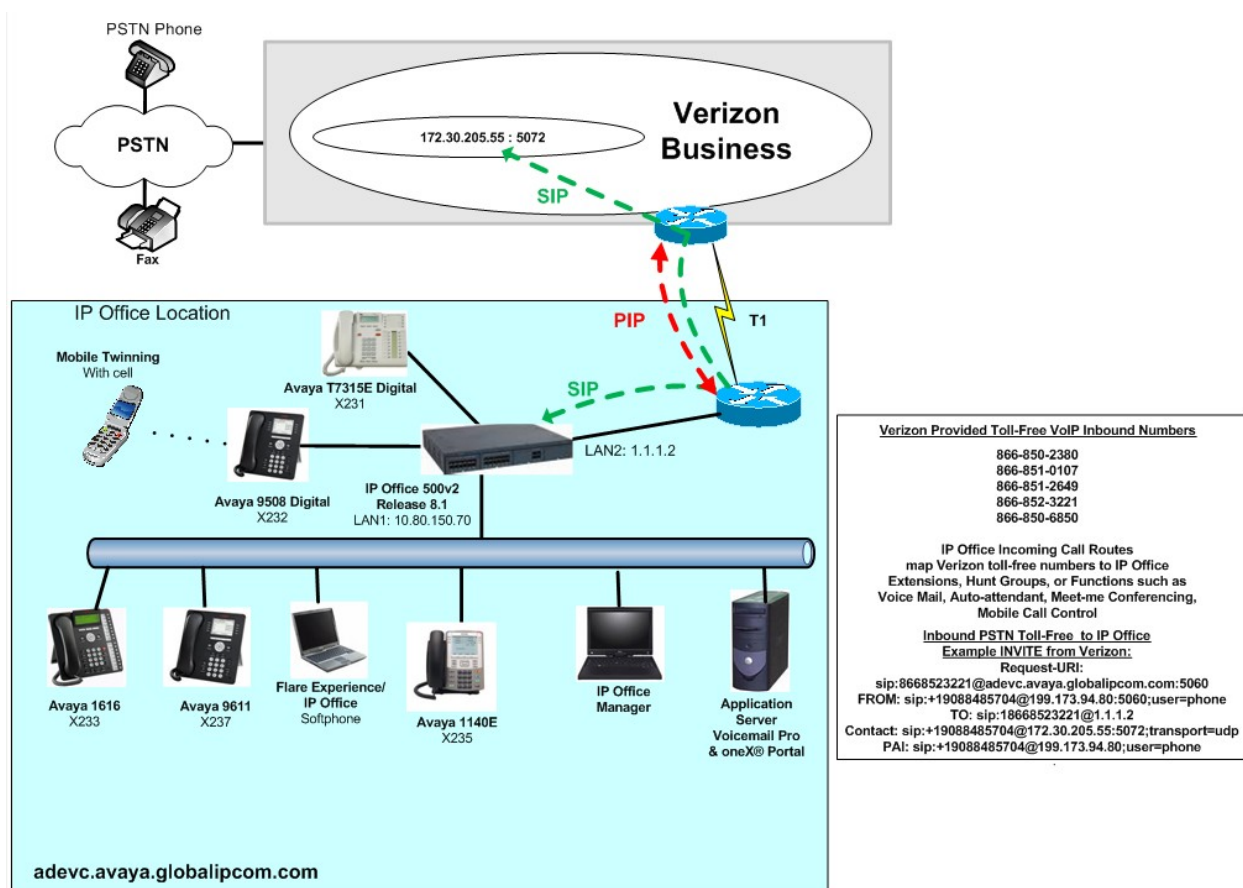 PSTN Phone
PSTN
Fax
Verizon
Business
172.30.205.55 : 5072
SIP
PIP
T1
IP Office Location
Mobile Twinning
With cell
Avaya T7315E Digital
X231
SIP
LAN2: 1.1.1.2
Avaya 9508 Digital
X232
IP Office 500v2
Release 8.1
LAN1: 10.80.150.70
Avaya 1616
X233
Avaya 9611
X237
Flare Experience/
IP Office
Softphone
Avaya 1140E
X235
IP Office
Manager
Application
Server
Voicemail Pro
& oneX® Portal
adevc.avaya.globalipcom.com
Verizon Provided Toll-Free VoIP Inbound Numbers
866-850-2380
866-851-0107
866-851-2649
866-852-3221
866-850-6850
IP Office Incoming Call Routes
map Verizon toll-free numbers to IP Office
Extensions, Hunt Groups, or Functions such as
Voice Mail, Auto-attendant, Meet-me Conferencing,
Mobile Call Control
Inbound PSTN Toll-Free to IP Office
Example INVITE from Verizon:
Request-URI:
sip:8668523221@adevc.avaya.globalipcom.com:5060
FROM: sip:+19088485704@199.173.94.80:5060;user=phone
TO: sip:18668523221@1.1.1.2
Contact: sip:+19088485704@172.30.205.55:5072;transport=udp
PAI: sip:+19088485704@199.173.94.80;user=phone